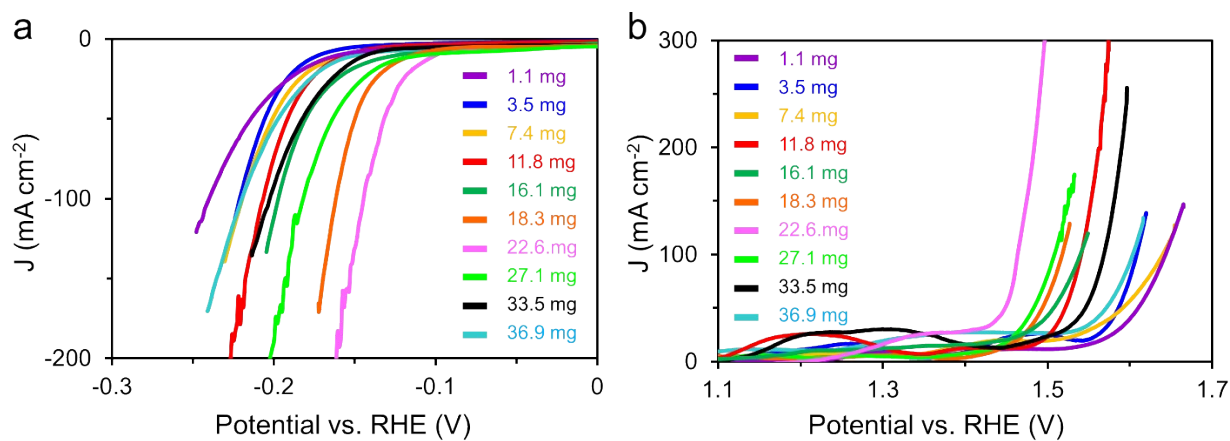 a
0
-50
-100
-150
-200
J (mA cm-2)
-0.3
-0.2
-0.1
0
Potential vs. RHE (V)
1.1 mg
3.5 mg
7.4 mg
11.8 mg
16.1 mg
18.3 mg
22.6.mg
27.1 mg
33.5 mg
36.9 mg
b
300
200
100
0
J (mA cm-2)
1.1
1.3
1.5
1.7
Potential vs. RHE (V)
1.1 mg
3.5 mg
7.4 mg
11.8 mg
16.1 mg
18.3 mg
22.6.mg
27.1 mg
33.5 mg
36.9 mg